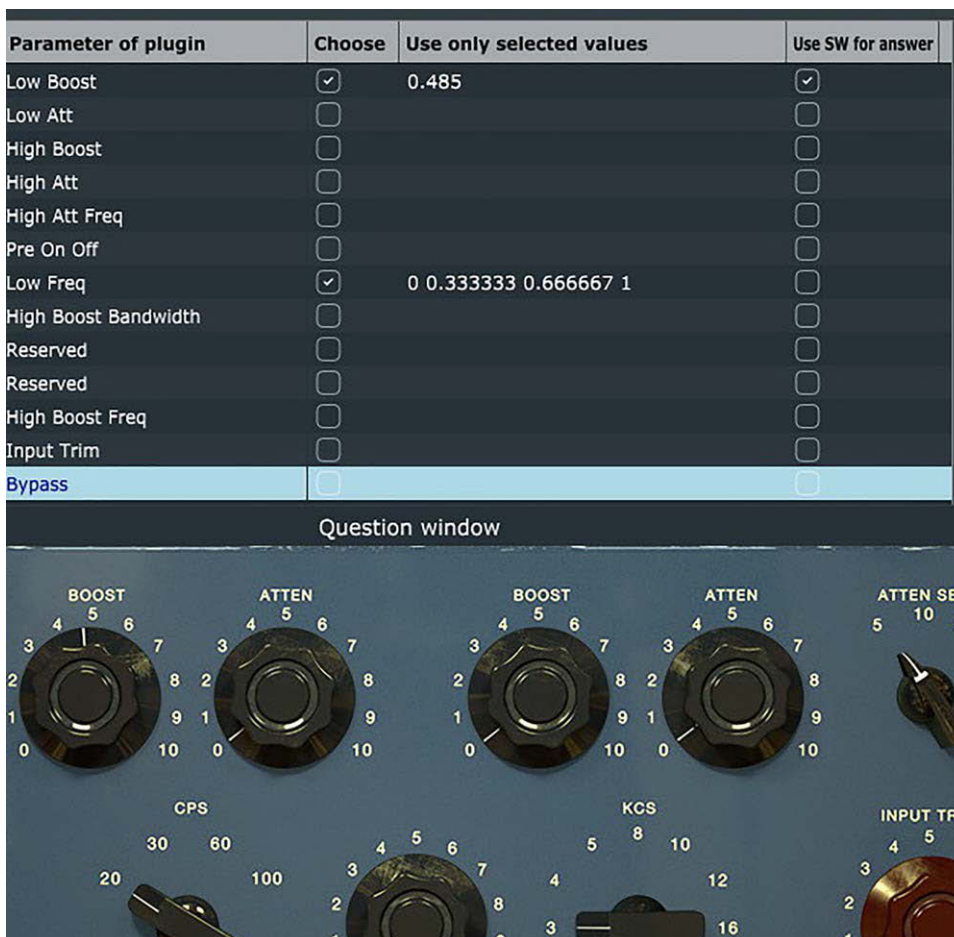 Parameter of plugin Choose Use only selected values Use SW for answer
Low Boost 0.485
Low Att
High Boost
High Att
High Att Freq
Pre On Off
Low Freq 0 0.333333 0.666667 1
High Boost Bandwidth
Reserved
Reserved
High Boost Freq
Input Trim
Bypass
Question window
BOOST ATTEN BOOST ATTEN ATTEN SE
0 1 2 3 4 5 6 7 8 9 10
0 1 2 3 4 5 6 7 8 9 10
0 1 2 3 4 5 6 7 8 9 10
0 1 2 3 4 5 6 7 8 9 10
5 10
CPS
20 30 60 100
2 3 4 5 6 7 8
KCS
3 4 5 8 10 12 16
INPUT TR
2 3 4 5